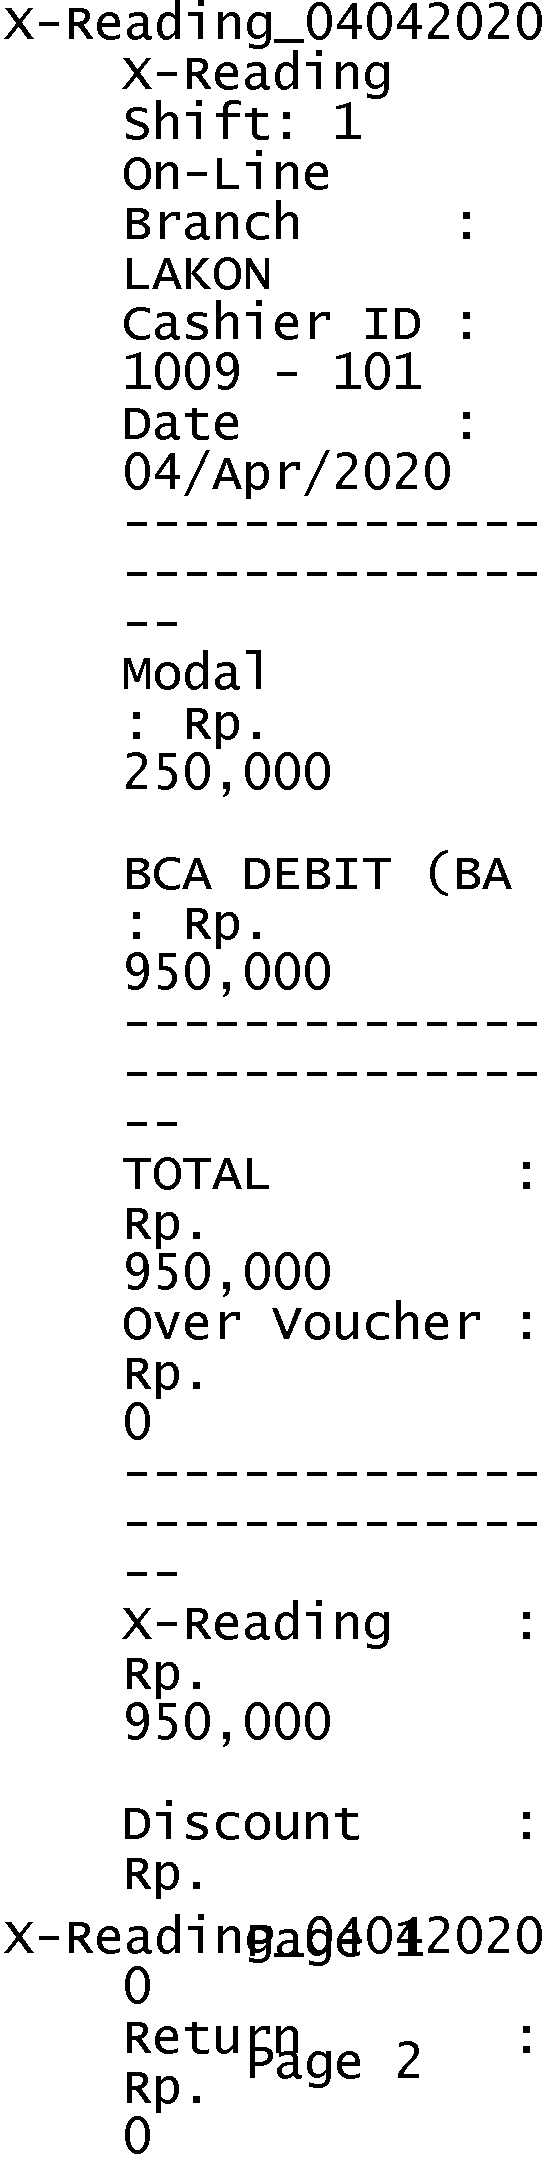 X-Reading_04042020
X-Reading
Shift: 1
On-Line
Branch     :
LAKON
Cashier ID :
1009 - 101
Date       :
04/Apr/2020
--------------
--------------
--
Modal
: Rp.
250,000
BCA DEBIT (BA
: Rp.
950,000
--------------
--------------
--
TOTAL        :
Rp.
950,000
Over Voucher :
Rp.
0
--------------
--------------
--
X-Reading    :
Rp.
950,000
Discount     :
Rp.
Page 1
X-Reading_04042020
0
Return       :
Page 2
Rp.
0